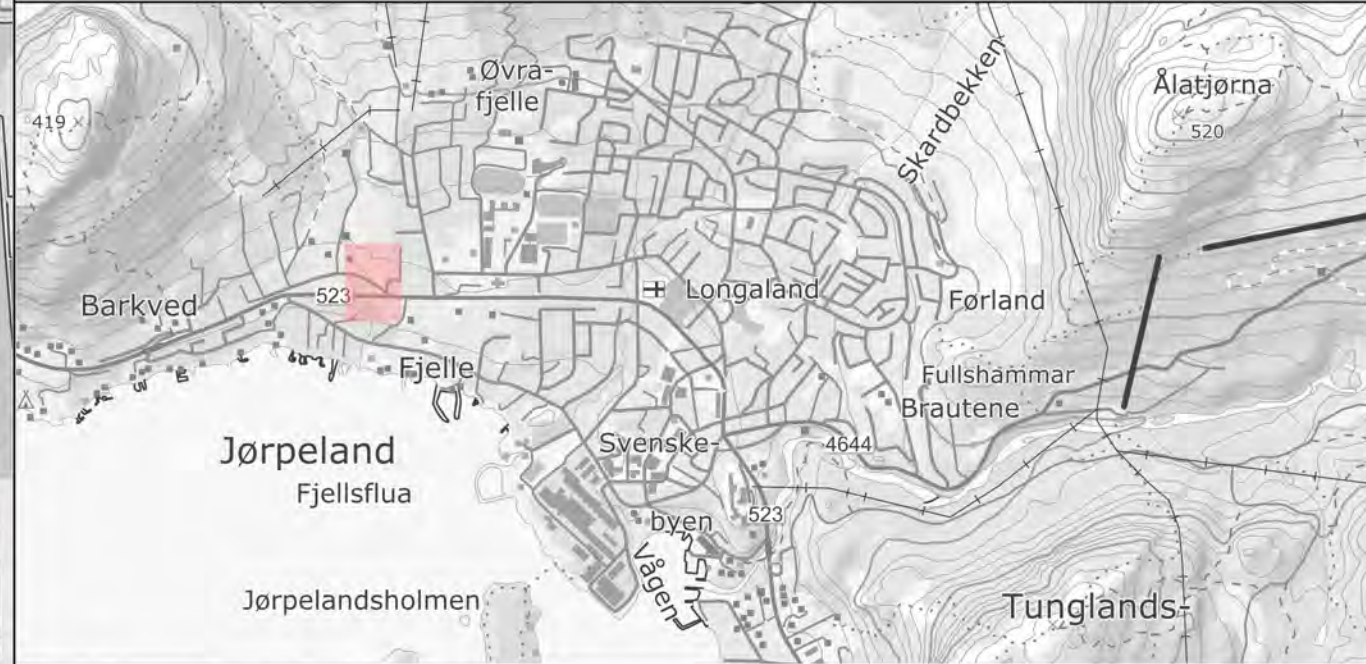 Øvra-
fjelle
Skardbekken
Ålatjørna
520
419
Barkved
523
Longaland
Førland
Fjelle
Fullshammar
Brautene
Jørpeland
Svenske-
4644
Fjellsflua
byen
523
Vågen
Jørpelandsholmen
Tunglands-